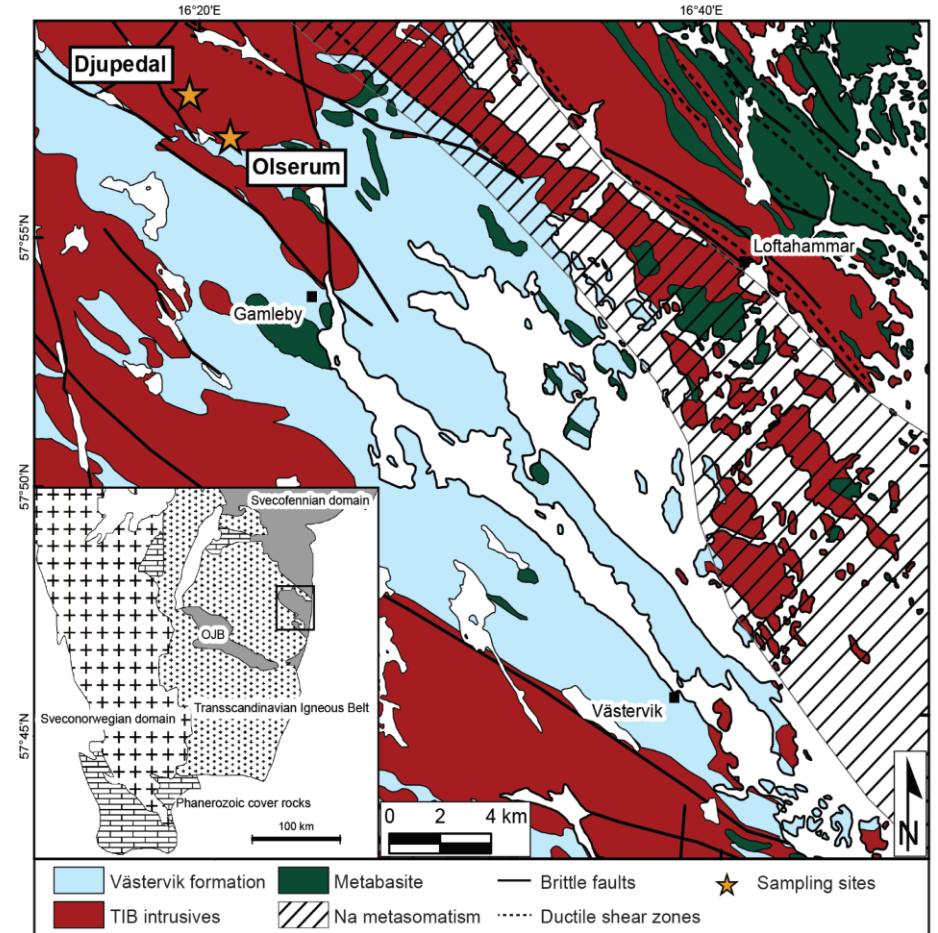 16°20'E
16°40'E
Djupedal
Olserum
57°55'N
Loftahammar
Gamleby
57°50'N
Svecofennian domain
OJB
Västervik
Transscandinavian Igneous Belt
Sveconorwegian domain
57°45'N
Phanerozoic cover rocks
100 km
0 2 4 km
N
Västervik formation
Metabasite
Brittle faults
Sampling sites
TIB intrusives
Na metasomatism
Ductile shear zones